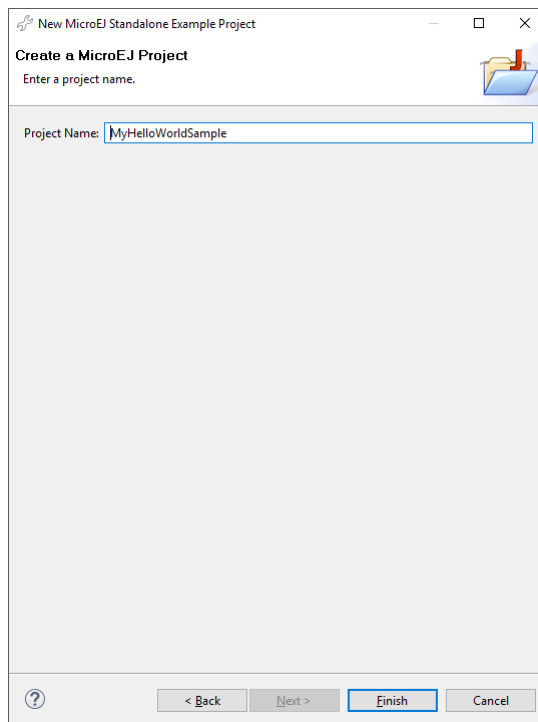 New MicroEJ Standalone Example Project
Create a MicroEJ Project
Enter a project name.
Project Name: MyHelloWorldSample
? < Back Next > Finish Cancel